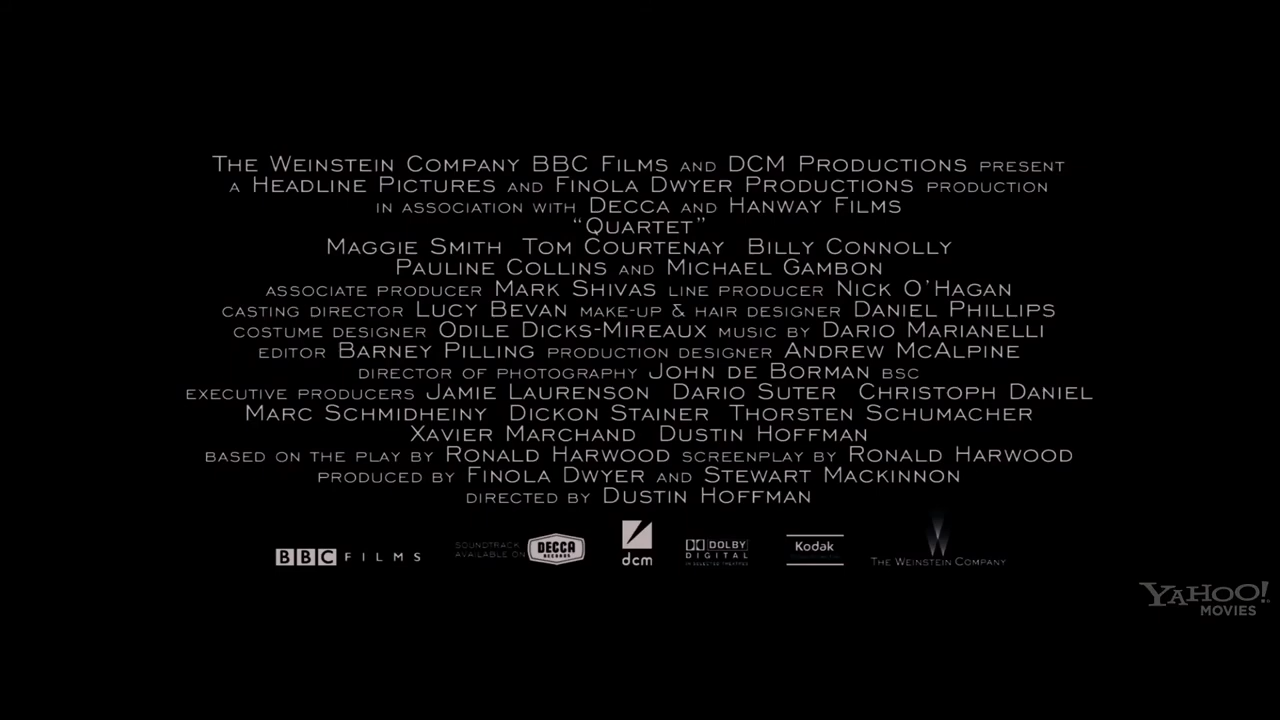 THE WEINSTEIN COMPANY BBC FILMS AND DCM PRODUCTIONS PRESENT
A HEADLINE PICTURES AND FINOLA DWYER PRODUCTIONS PRODUCTION
IN ASSOCIATION WITH DECCA AND HANWAY FILMS
“QUARTET”
MAGGIE SMITH TOM COURTENAY BILLY CONNOLLY
PAULINE COLLINS AND MICHAEL GAMBON
ASSOCIATE PRODUCER MARK SHIVAS LINE PRODUCER NICK O'HAGAN
CASTING DIRECTOR LUCY BEVAN MAKE-UP & HAIR DESIGNER DANIEL PHILLIPS
COSTUME DESIGNER ODILE DICKS-MIREAUX MUSIC BY DARIO MARIANELLI
EDITOR BARNEY PILLING PRODUCTION DESIGNER ANDREW MCALPINE
DIRECTOR OF PHOTOGRAPHY JOHN DE BORMAN BSC
EXECUTIVE PRODUCERS JAMIE LAURENSON DARIO SUTER CHRISTOPH DANIEL
MARC SCHMIDHEINY DICKON STAINER THORSTEN SCHUMACHER
XAVIER MARCHAND DUSTIN HOFFMAN
BASED ON THE PLAY BY RONALD HARWOOD SCREENPLAY BY RONALD HARWOOD
PRODUCED BY FINOLA DWYER AND STEWART MACKINNON
DIRECTED BY DUSTIN HOFFMAN
BBC FILMS
SOUNDTRACK
AVAILABLE ON
DECCA
RECORDS
dcm
DOLBY
DIGITAL
IN SELECTED THEATRES
Kodak
THE WEINSTEIN COMPANY
YAHOO!
MOVIES